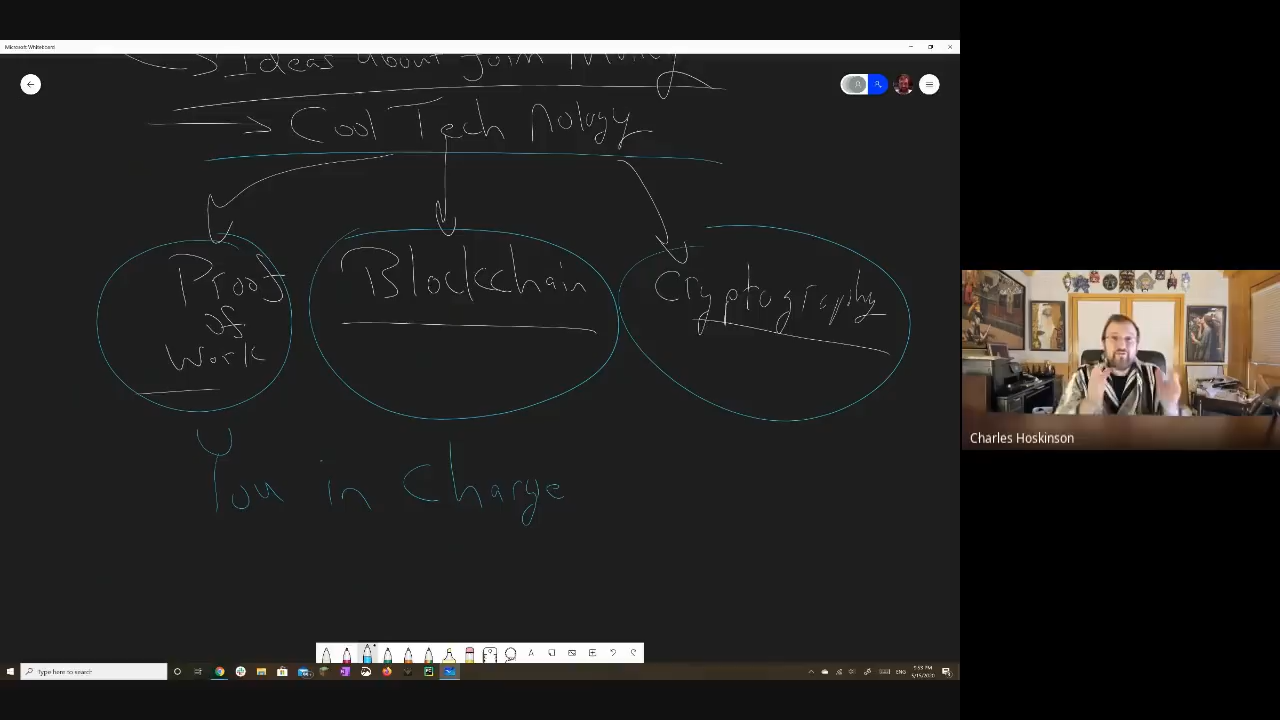 Microsoft Whiteboard
Ideas About
Cool Technology
Proof
of
Work
Blockchain
Cryptography
You in Charge
Charles Hoskinson
Type here to search
ENG